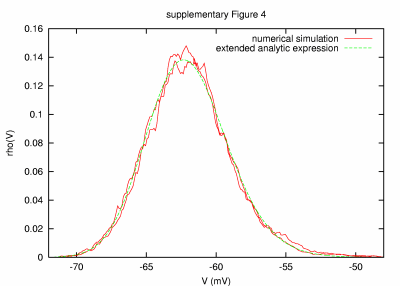 supplementary Figure 4
0.16
numerical simulation
extended analytic expression
0.14
0.12
0.1
rho(V)
0.08
0.06
0.04
0.02
0
-70
-65
-60
-55
-50
V (mV)